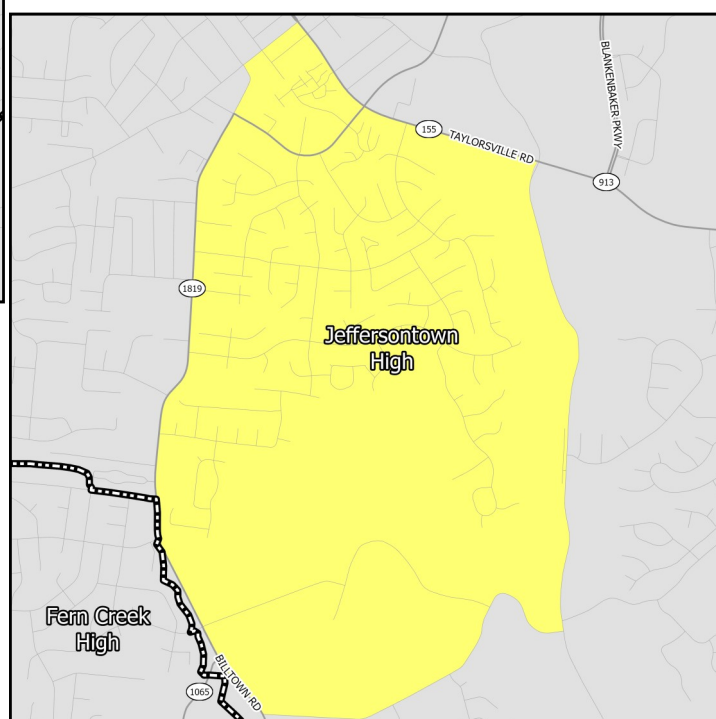 BLANKENBAKER PKWY
155
TAYLORSVILLE RD
913
1819
Jeffersontown
High
Fern Creek
High
BILLTOWN RD
1065